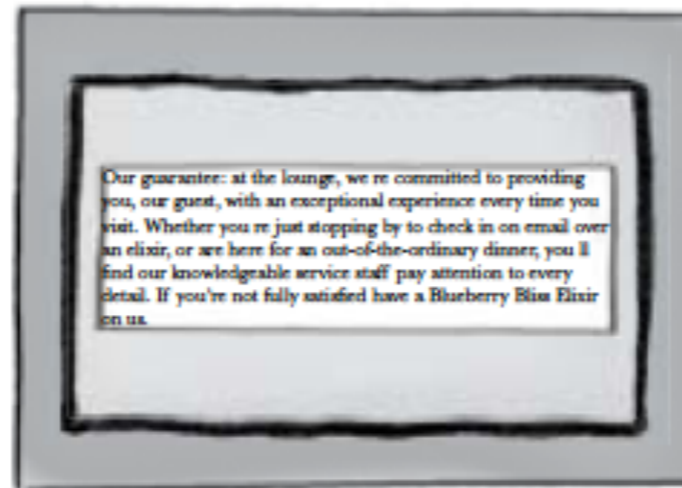 Our guarantee: at the lounge, we re committed to providing
you, our guest, with an exceptional experience every time you
visit. Whether you re just stopping by to check in on email over
an elixir, or are here for an out-of-the-ordinary dinner, you ll
find our knowledgeable service staff pay attention to every
detail. If you're not fully satisfied have a Blueberry Bliss Elixir
on us.